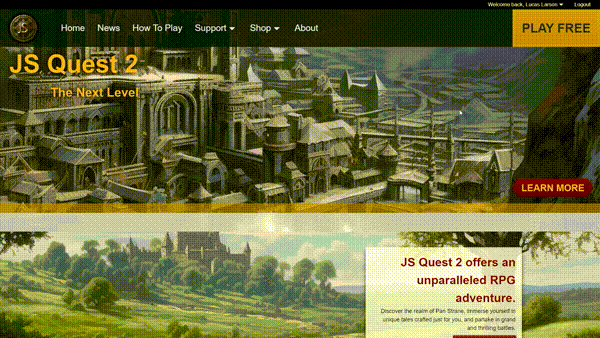 Welcome back, Lucas Larson Logout
JS Home News How To Play Support Shop About PLAY FREE
JS Quest 2
The Next Level
LEARN MORE
JS Quest 2 offers an
unparalleled RPG
adventure.
Discover the realm of Pan Strane. Immerse yourself in
unique tales crafted just for you, and partake in grand
and thrilling battles.